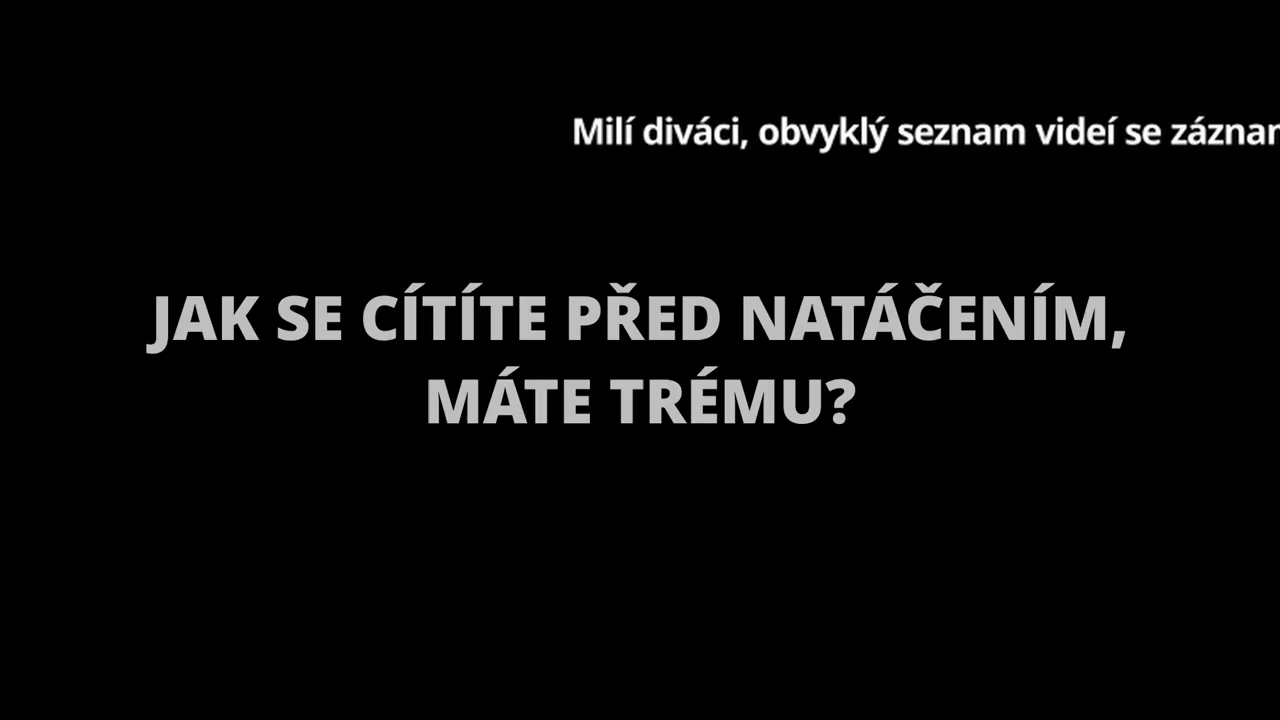 Milí diváci, obvyklý seznam videí se
JAK SE CÍTÍTE PŘED NATÁČENÍM,
MÁTE TRÉMU?